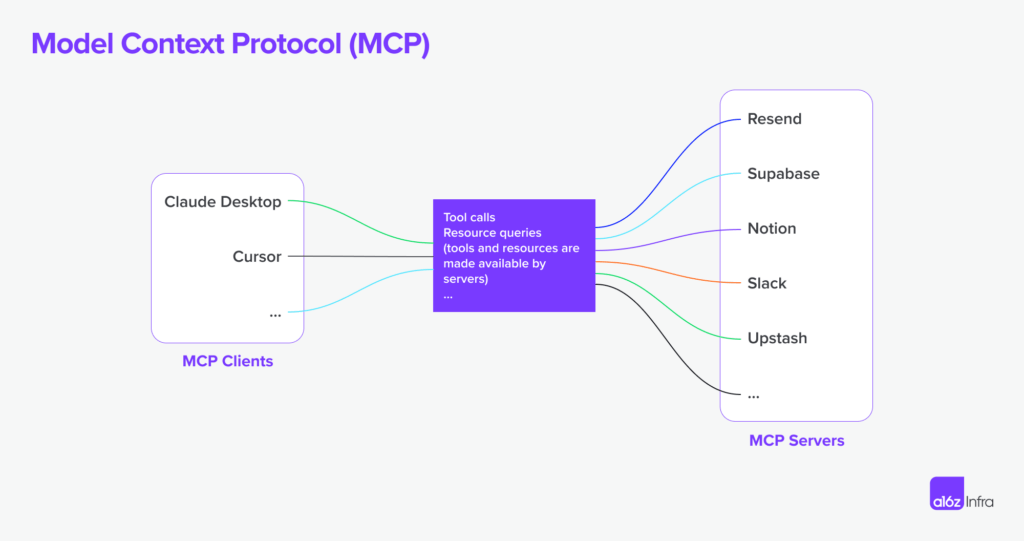 Model Context Protocol (MCP)
Claude Desktop
Cursor
...
MCP Clients
Tool calls
Resource queries
(tools and resources are
made available by
servers)
...
Resend
Supabase
Notion
Slack
Upstash
...
MCP Servers
a16z Infra